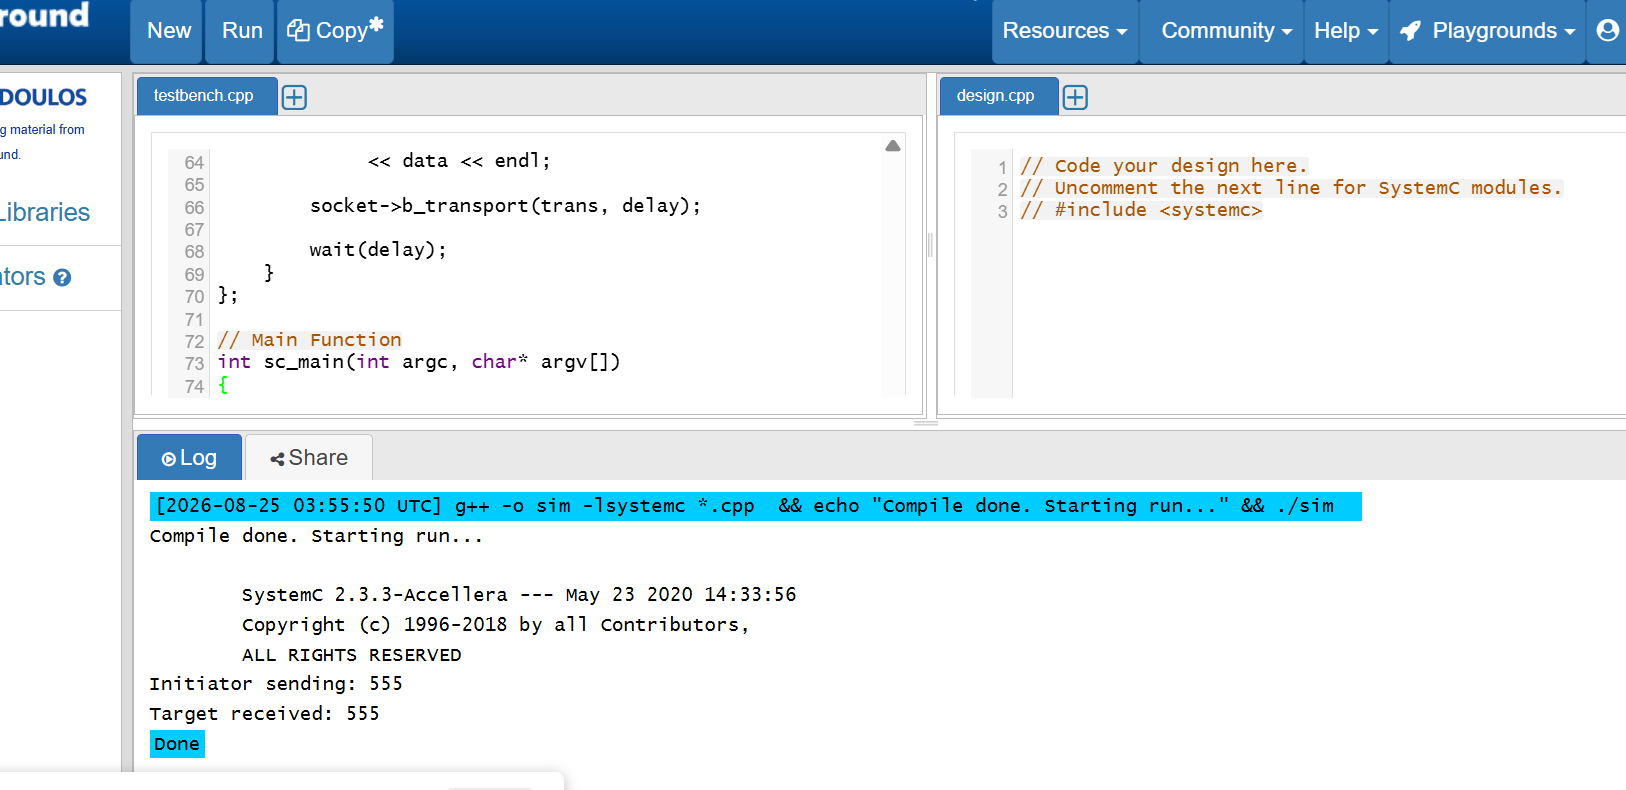 round
New
Run
Copy*
Resources
Community
Help
Playgrounds
DOULOS
g material from
und.
Libraries
tors
testbench.cpp
64 << data << endl;
65
66 socket->b_transport(trans, delay);
67
68 wait(delay);
69 }
70 };
71
72 // Main Function
73 int sc_main(int argc, char* argv[])
74 {
design.cpp
1 // Code your design here.
2 // Uncomment the next line for SystemC modules.
3 // #include <systemc>
Log
Share
[2026-08-25 03:55:50 UTC] g++ -o sim -lsystemc *.cpp  && echo "Compile done. Starting run..." && ./sim
Compile done. Starting run...
SystemC 2.3.3-Accellera --- May 23 2020 14:33:56
Copyright (c) 1996-2018 by all Contributors,
ALL RIGHTS RESERVED
Initiator sending: 555
Target received: 555
Done